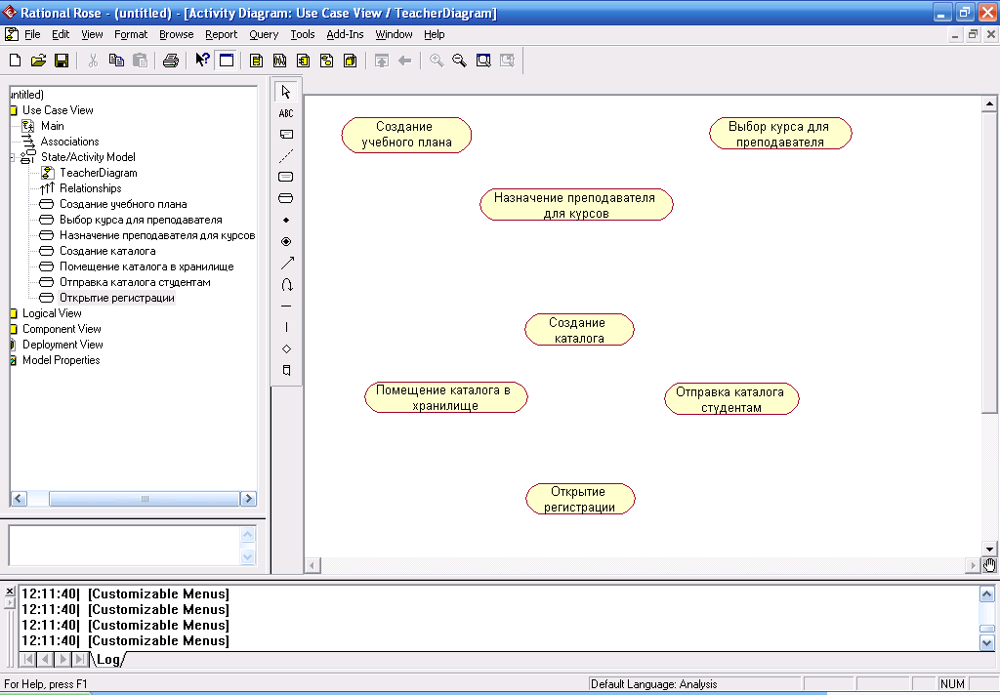 Rational Rose - (untitled) - [Activity Diagram: Use Case View / TeacherDiagram]
File Edit View Format Browse Report Query Tools Add-Ins Window Help
ABC
untitled)
Use Case View
Main
Associations
State/Activity Model
TeacherDiagram
Relationships
Создание учебного плана
Выбор курса для преподавателя
Назначение преподавателя для курсов
Создание каталога
Помещение каталога в хранилище
Отправка каталога студентам
Открытие регистрации
Logical View
Component View
Deployment View
Model Properties
Создание
учебного плана
Выбор курса для
преподавателя
Назначение преподавателя
для курсов
Создание
каталога
Помещение каталога в
хранилище
Отправка каталога
студентам
Открытие
регистрации
12:11:40| [Customizable Menus]
12:11:40| [Customizable Menus]
12:11:40| [Customizable Menus]
12:11:40| [Customizable Menus]
Log
For Help, press F1
Default Language: Analysis
NUM